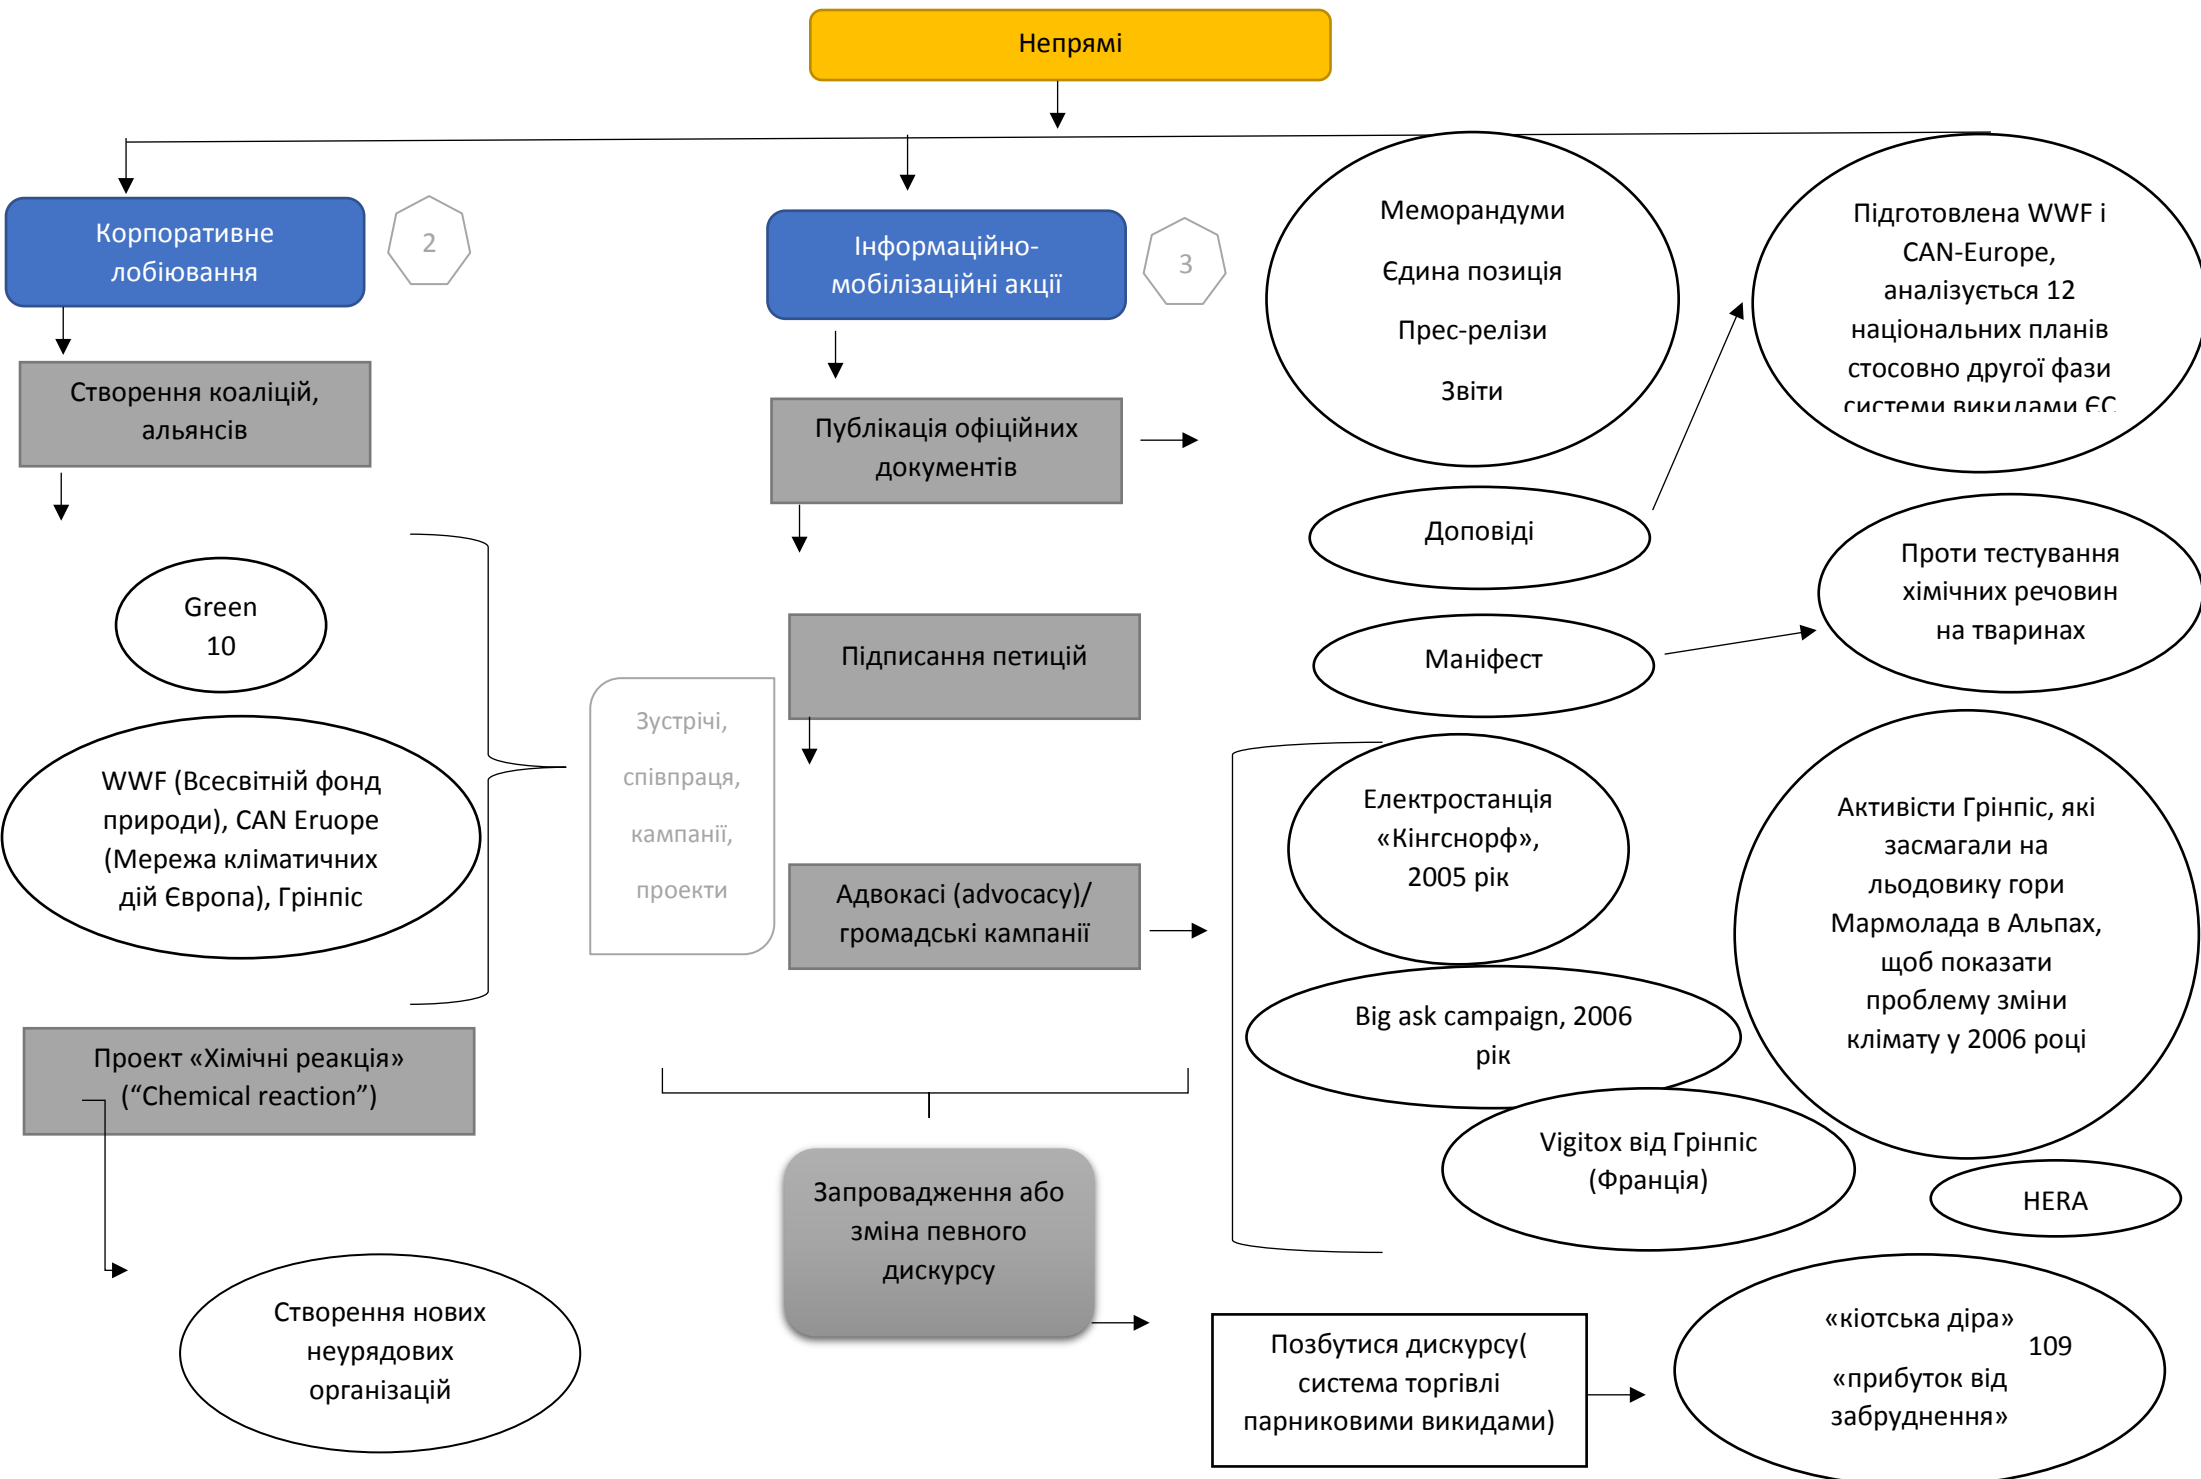 Непрямі
Корпоративне
лобіювання
2
Створення коаліцій,
альянсів
Green
10
WWF (Всесвітній фонд
природи), CAN Eruope
(Мережа кліматичних
дій Європа), Грінпіс
Зустрічі,
співпраця,
кампанії,
проекти
Проект «Хімічні реакція»
(“Chemical reaction”)
Створення нових
неурядових
організацій
Інформаційно-
мобілізаційні акції
3
Публікація офіційних
документів
Підписання петицій
Адвокасі (advocacy)/
громадські кампанії
Запровадження або
зміна певного
дискурсу
Меморандуми
Єдина позиція
Прес-релізи
Звіти
Доповіді
Маніфест
Підготовлена WWF і
CAN-Europe,
аналізується 12
національних планів
стосовно другої фази
системи викидами ЄС
Проти тестування
хімічних речовин
на тваринах
Електростанція
«Кінгснорф»,
2005 рік
Big ask campaign, 2006
рік
Vigitox від Грінпіс
(Франція)
Активісти Грінпіс, які
засмагали на
льодовику гори
Мармолада в Альпах,
щоб показати
проблему зміни
клімату у 2006 році
HERA
Позбутися дискурсу(
система торгівлі
парниковими викидами)
«кіотська діра»
109
«прибуток від
забруднення»